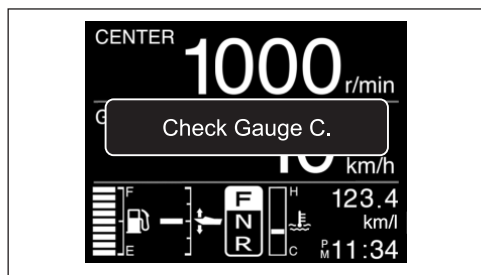 CENTER
1000 r/min
G
Check Gauge C.
km/h
F
E
F
N
R
H
C
123.4
km/l
PM 11:34